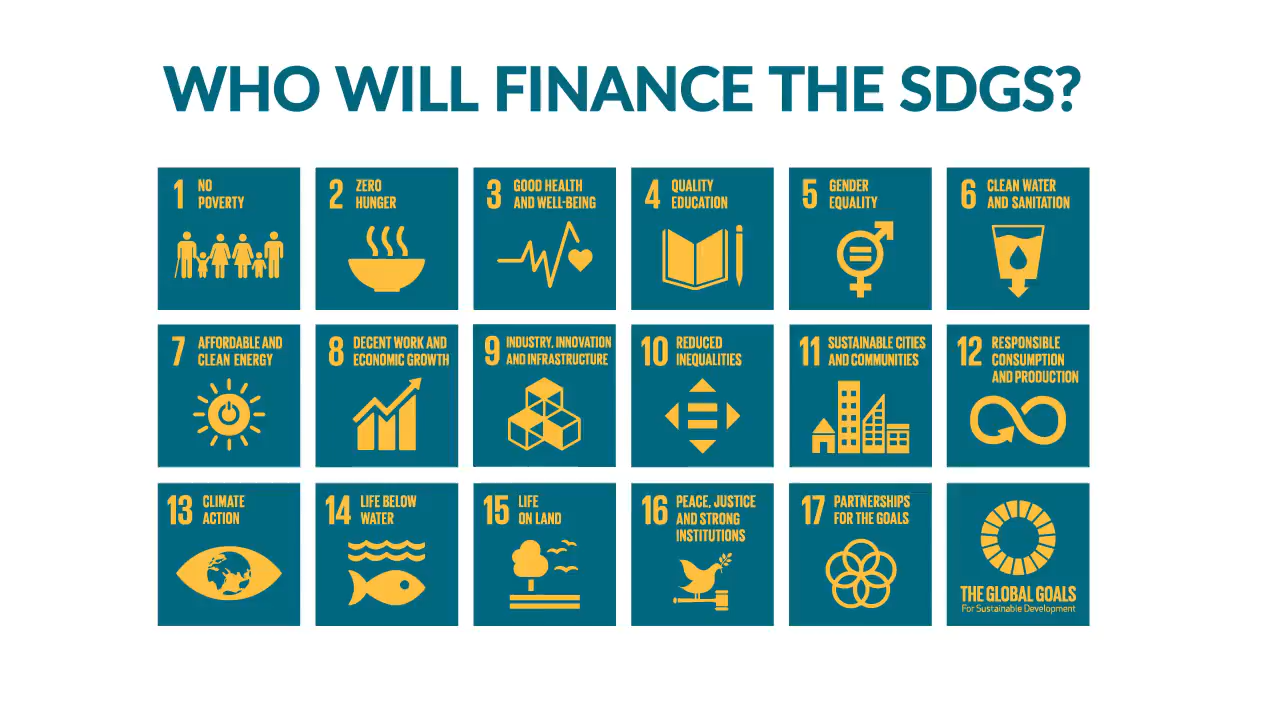 WHO WILL FINANCE THE SDGS?
1 NO
POVERTY
2 ZERO
HUNGER
3 GOOD HEALTH
AND WELL-BEING
4 QUALITY
EDUCATION
5 GENDER
EQUALITY
6 CLEAN WATER
AND SANITATION
7 AFFORDABLE AND
CLEAN ENERGY
8 DECENT WORK AND
ECONOMIC GROWTH
9 INDUSTRY, INNOVATION
AND INFRASTRUCTURE
10 REDUCED
INEQUALITIES
11 SUSTAINABLE CITIES
AND COMMUNITIES
12 RESPONSIBLE
CONSUMPTION
AND PRODUCTION
13 CLIMATE
ACTION
14 LIFE BELOW
WATER
15 LIFE
ON LAND
16 PEACE, JUSTICE
AND STRONG
INSTITUTIONS
17 PARTNERSHIPS
FOR THE GOALS
THE GLOBAL GOALS
For Sustainable Development